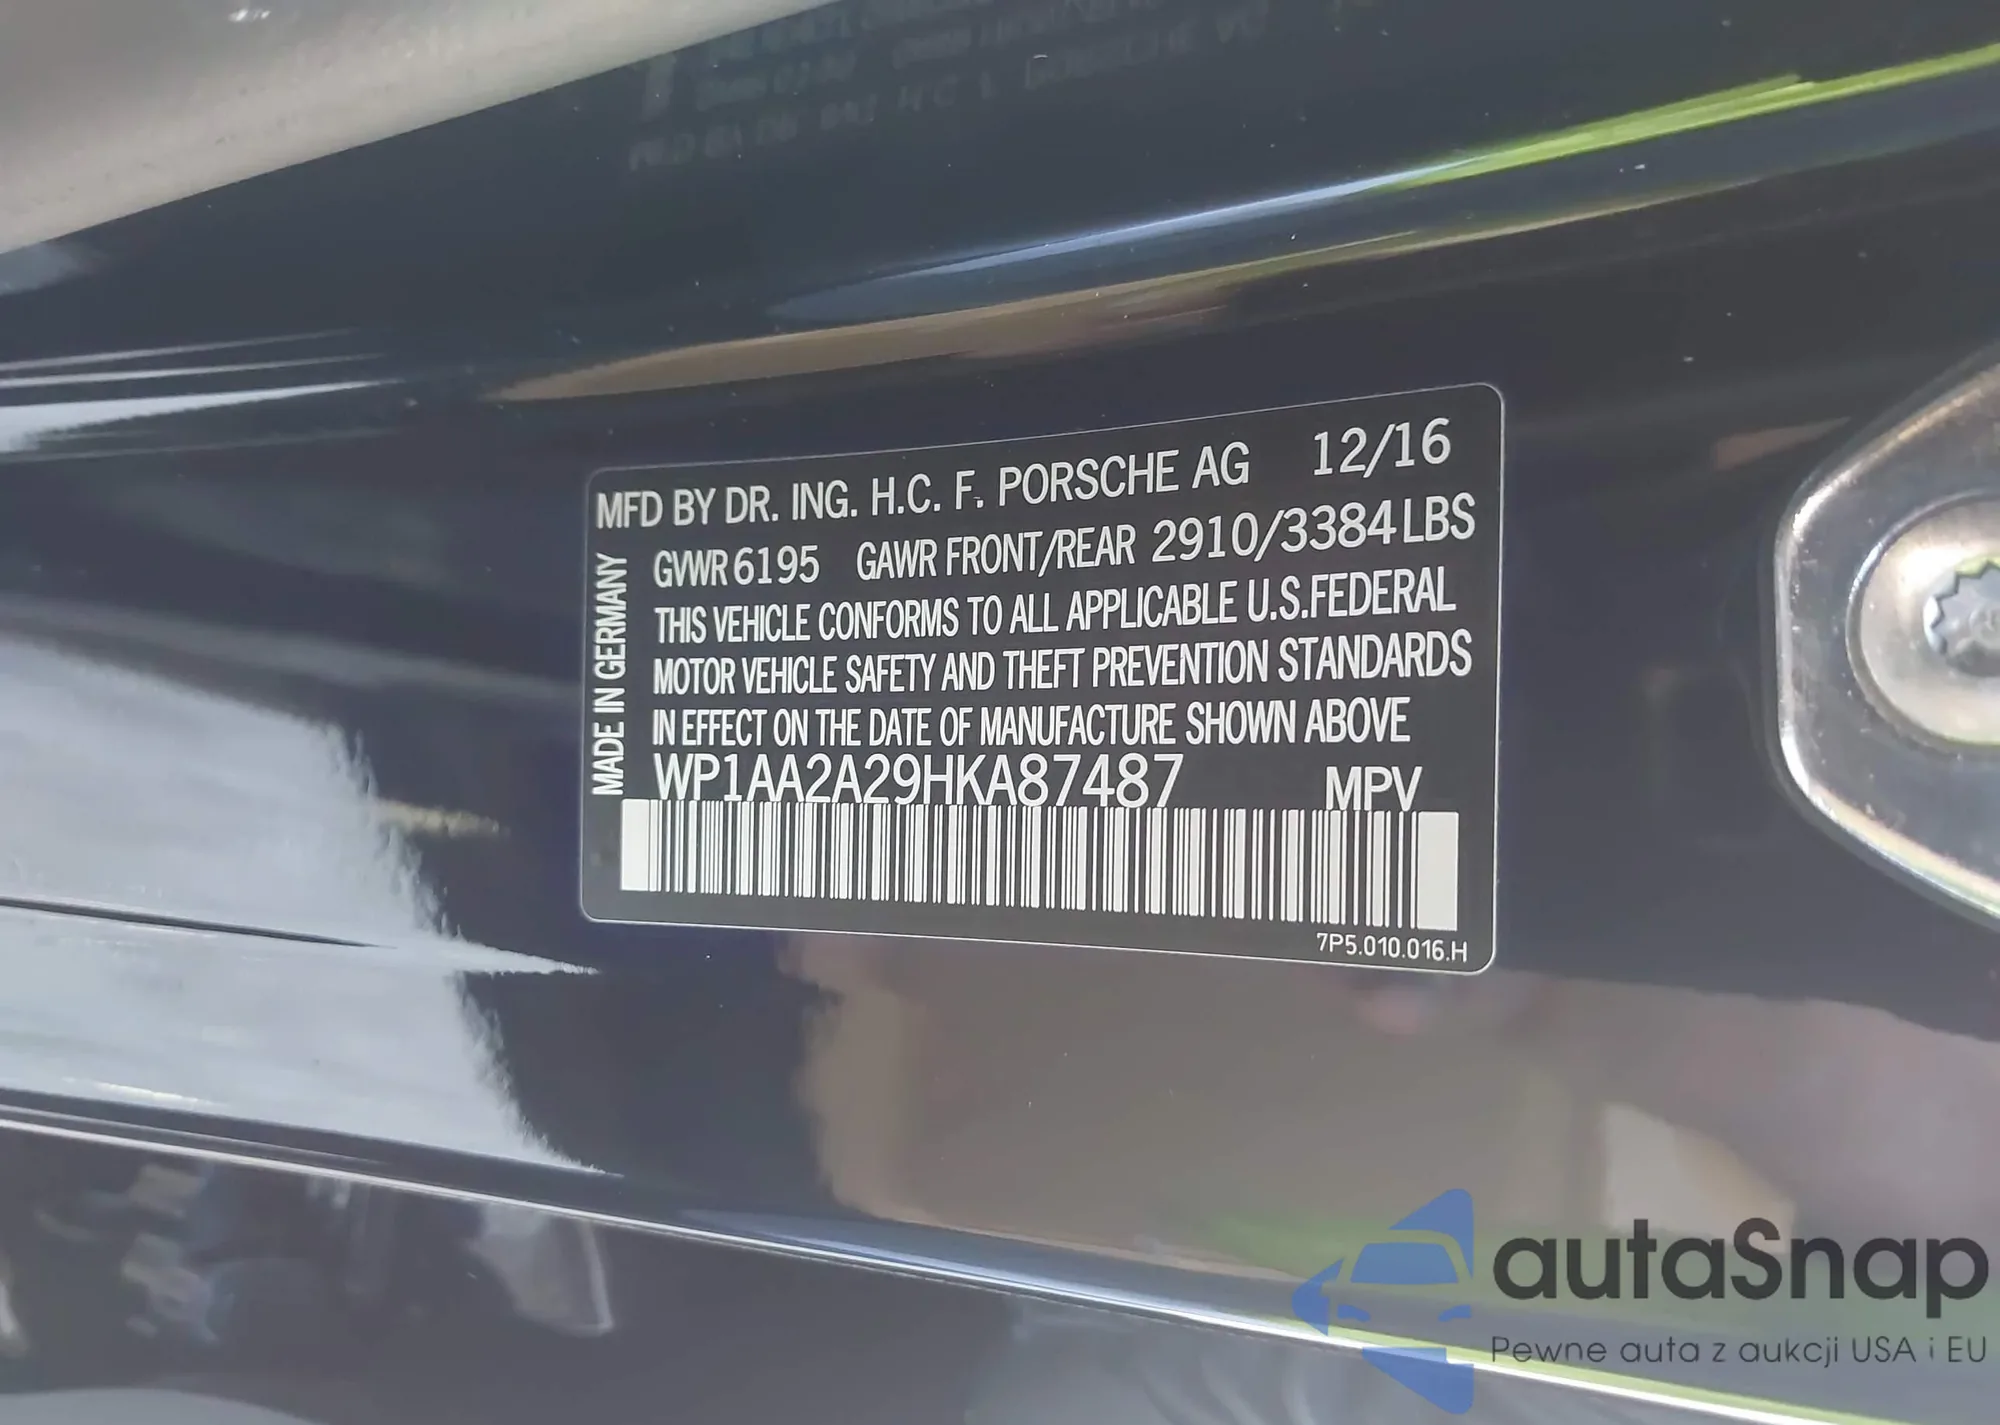 MFD BY DR. ING. H.C. F. PORSCHE AG 12/16
GVWR 6195 GAWR FRONT/REAR 2910/3384 LBS
THIS VEHICLE CONFORMS TO ALL APPLICABLE U.S.FEDERAL
MOTOR VEHICLE SAFETY AND THEFT PREVENTION STANDARDS
IN EFFECT ON THE DATE OF MANUFACTURE SHOWN ABOVE
WP1AA2A29HKA87487 MPV
MADE IN GERMANY
7P5.010.016.H
autaSnap
Pewne auta z aukcji USA i EU